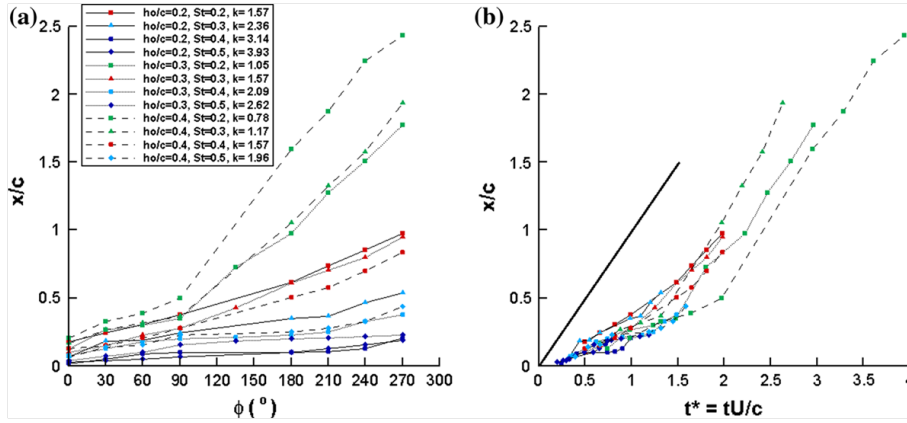 (a)
3
2.5
2
1.5
1
0.5
0
x/c
ho/c=0.2, St=0.2, k= 1.57
ho/c=0.2, St=0.3, k= 2.36
ho/c=0.2, St=0.4, k= 3.14
ho/c=0.2, St=0.5, k= 3.93
ho/c=0.3, St=0.2, k= 1.05
ho/c=0.3, St=0.3, k= 1.57
ho/c=0.3, St=0.4, k= 2.09
ho/c=0.3, St=0.5, k= 2.62
ho/c=0.4, St=0.2, k= 0.78
ho/c=0.4, St=0.3, k= 1.17
ho/c=0.4, St=0.4, k= 1.57
ho/c=0.4, St=0.5, k= 1.96
0 30 60 90 120 150 180 210 240 270 300
ϕ (°)
(b)
3
2.5
2
1.5
1
0.5
0
x/c
0 0.5 1 1.5 2 2.5 3 3.5 4
t* = tU/c